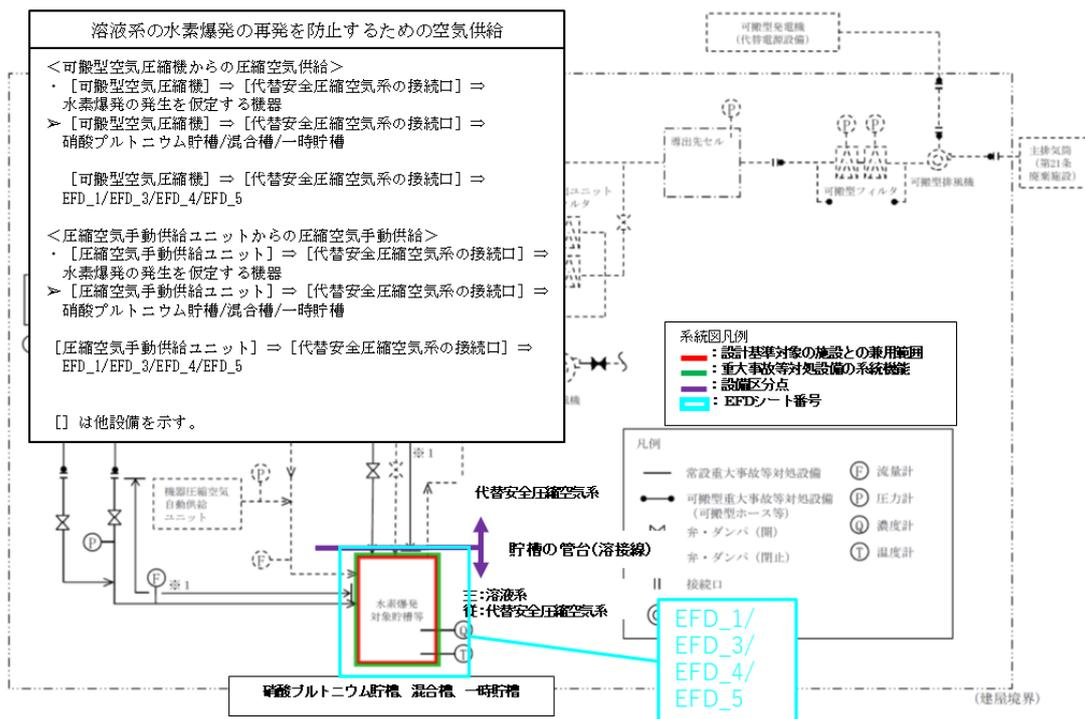 溶液系の水素爆発の再発を防止するための空気供給
<可搬型空気圧縮機からの圧縮空気供給>
・［可搬型空気圧縮機］⇒［代替安全圧縮空気系の接続口］⇒
水素爆発の発生を仮定する機器
➢［可搬型空気圧縮機］⇒［代替安全圧縮空気系の接続口］⇒
硝酸プルトニウム貯槽/混合槽/一時貯槽
［可搬型空気圧縮機］⇒［代替安全圧縮空気系の接続口］⇒
EFD_1/EFD_3/EFD_4/EFD_5
<圧縮空気手動供給ユニットからの圧縮空気手動供給>
・［圧縮空気手動供給ユニット］⇒［代替安全圧縮空気系の接続口］⇒
水素爆発の発生を仮定する機器
➢［圧縮空気手動供給ユニット］⇒［代替安全圧縮空気系の接続口］⇒
硝酸プルトニウム貯槽/混合槽/一時貯槽
［圧縮空気手動供給ユニット］⇒［代替安全圧縮空気系の接続口］⇒
EFD_1/EFD_3/EFD_4/EFD_5
［］は他設備を示す。
可搬型発電機
（代替電源設備）
P
導出先セル
P
P
可搬型フィルタ
可搬型排風機
主排気筒
（第21条
廃棄施設）
ユニット
ルタ
機
系統図凡例
：設計基準対象の施設との兼用範囲
：重大事故等対処設備の系統機能
：設備区分点
：EFDシート番号
凡例
常設重大事故等対処設備
可搬型重大事故等対処設備
（可搬型ホース等）
弁・ダンパ（開）
弁・ダンパ（閉止）
接続口
F 流量計
P 圧力計
Q 濃度計
T 温度計
※1
P
機器圧縮空気
自動供給
ユニット
P
F
F
※1
代替安全圧縮空気系
貯槽の管台(溶接線)
主：溶液系
従：代替安全圧縮空気系
水素爆発
対象貯槽等
Q
T
EFD_1/
EFD_3/
EFD_4/
EFD_5
硝酸プルトニウム貯槽、混合槽、一時貯槽
（建屋境界）